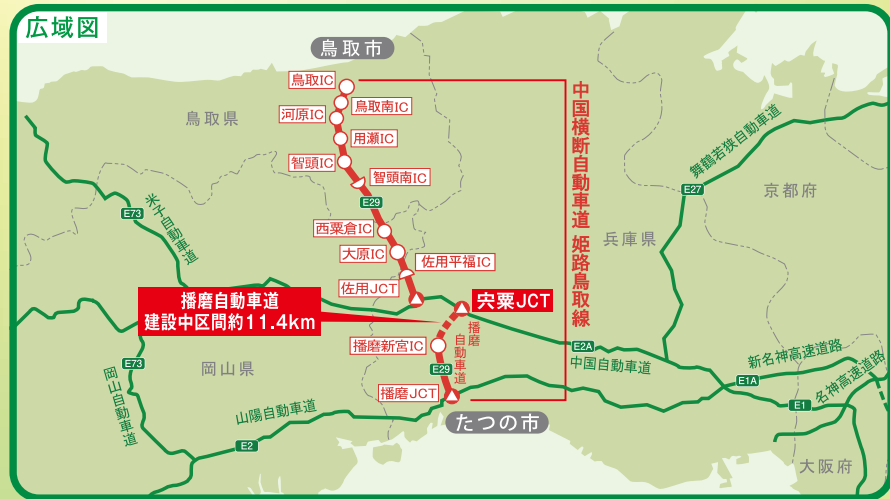 広域図
鳥取市
鳥取IC
鳥取南IC
河原IC
用瀬IC
智頭IC
智頭南IC
E29
西粟倉IC
大原IC
佐用平福IC
佐用JCT
宍粟JCT
播磨自動車道
建設中区間約11.4km
播磨新宮IC
播磨
自動車道
E29
播磨JCT
たつの市
中国横断自動車道 姫路鳥取線
鳥取県
岡山県
兵庫県
京都府
大阪府
米子自動車道
E73
E73
岡山自動車道
山陽自動車道
E2
舞鶴若狭自動車道
E27
E2A
中国自動車道
新名神高速道路
E1A
名神高速道路
E1